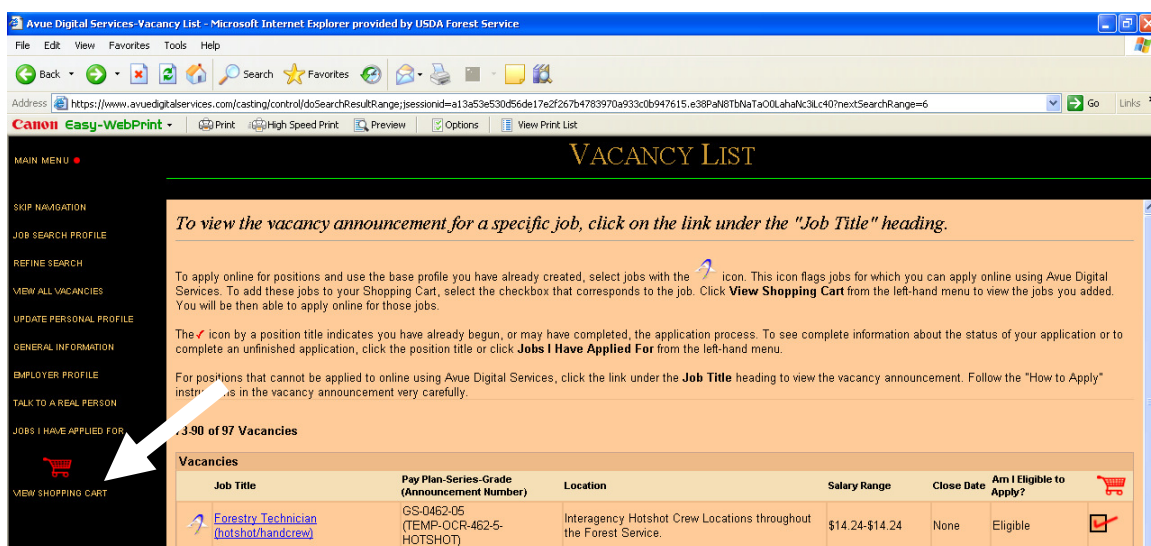 Avue Digital Services-Vacancy List - Microsoft Internet Explorer provided by USDA Forest Service
File Edit View Favorites Tools Help
Back Search Favorites
Address https://www.avuedigitalservices.com/casting/control/doSearchResultRange;jsessionid=a13a53e530d56de17e2f267b4783970a933c0b947615.e38PaN8TbNaTaO0LahaNc3iLc40?nextSearchRange=6 Go Links
Canon Easy-WebPrint Print High Speed Print Preview Options View Print List
MAIN MENU
VACANCY LIST
SKIP NAVIGATION
JOB SEARCH PROFILE
REFINE SEARCH
VIEW ALL VACANCIES
UPDATE PERSONAL PROFILE
GENERAL INFORMATION
EMPLOYER PROFILE
TALK TO A REAL PERSON
JOBS I HAVE APPLIED FOR
VIEW SHOPPING CART
To view the vacancy announcement for a specific job, click on the link under the "Job Title" heading.
To apply online for positions and use the base profile you have already created, select jobs with the icon. This icon flags jobs for which you can apply online using Avue Digital
Services. To add these jobs to your Shopping Cart, select the checkbox that corresponds to the job. Click View Shopping Cart from the left-hand menu to view the jobs you added.
You will be then able to apply online for those jobs.
The icon by a position title indicates you have already begun, or may have completed, the application process. To see complete information about the status of your application or to
complete an unfinished application, click the position title or click Jobs I Have Applied For from the left-hand menu.
For positions that cannot be applied to online using Avue Digital Services, click the link under the Job Title heading to view the vacancy announcement. Follow the "How to Apply"
instructions in the vacancy announcement very carefully.
73-90 of 97 Vacancies
Vacancies
Job Title Pay Plan-Series-Grade (Announcement Number) Location Salary Range Close Date Am I Eligible to Apply?
Forestry Technician (hotshot/handcrew) GS-0462-05 (TEMP-OCR-462-5-HOTSHOT) Interagency Hotshot Crew Locations throughout the Forest Service. $14.24-$14.24 None Eligible